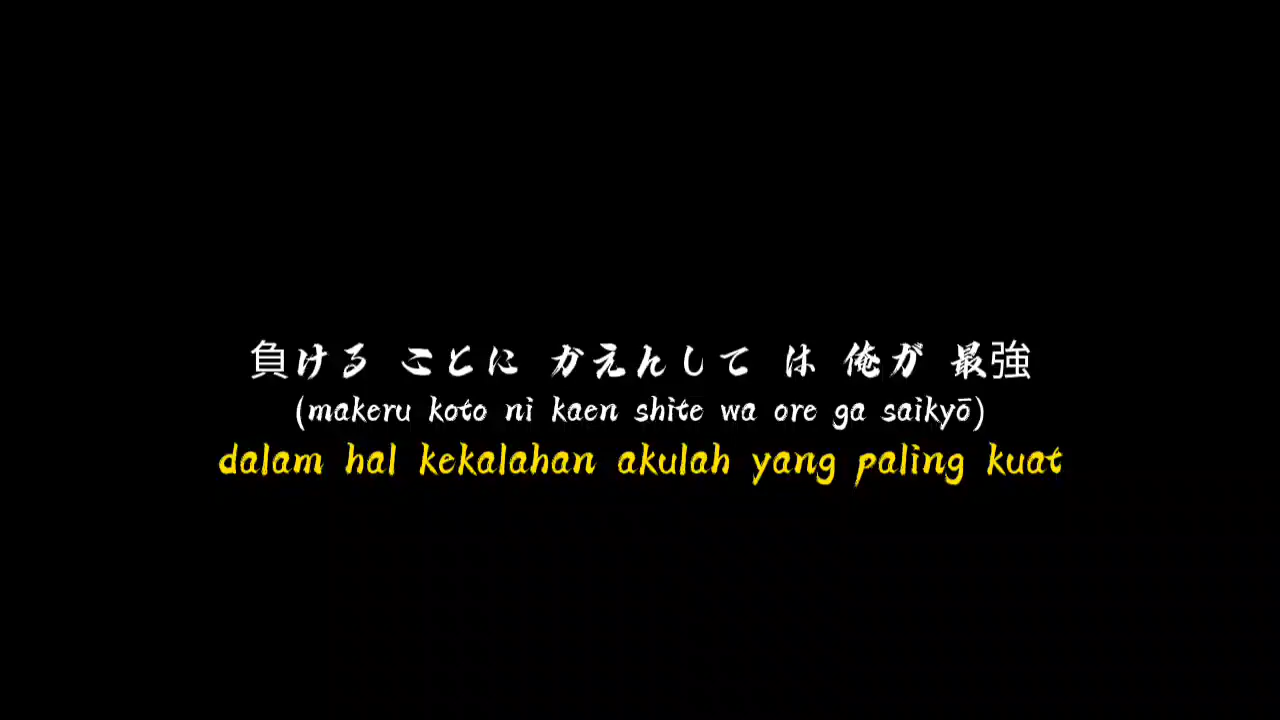 負ける ことに かえんして は 俺が 最強
(makeru koto ni kaen shite wa ore ga saikyō)
dalam hal kekalahan akulah yang paling kuat